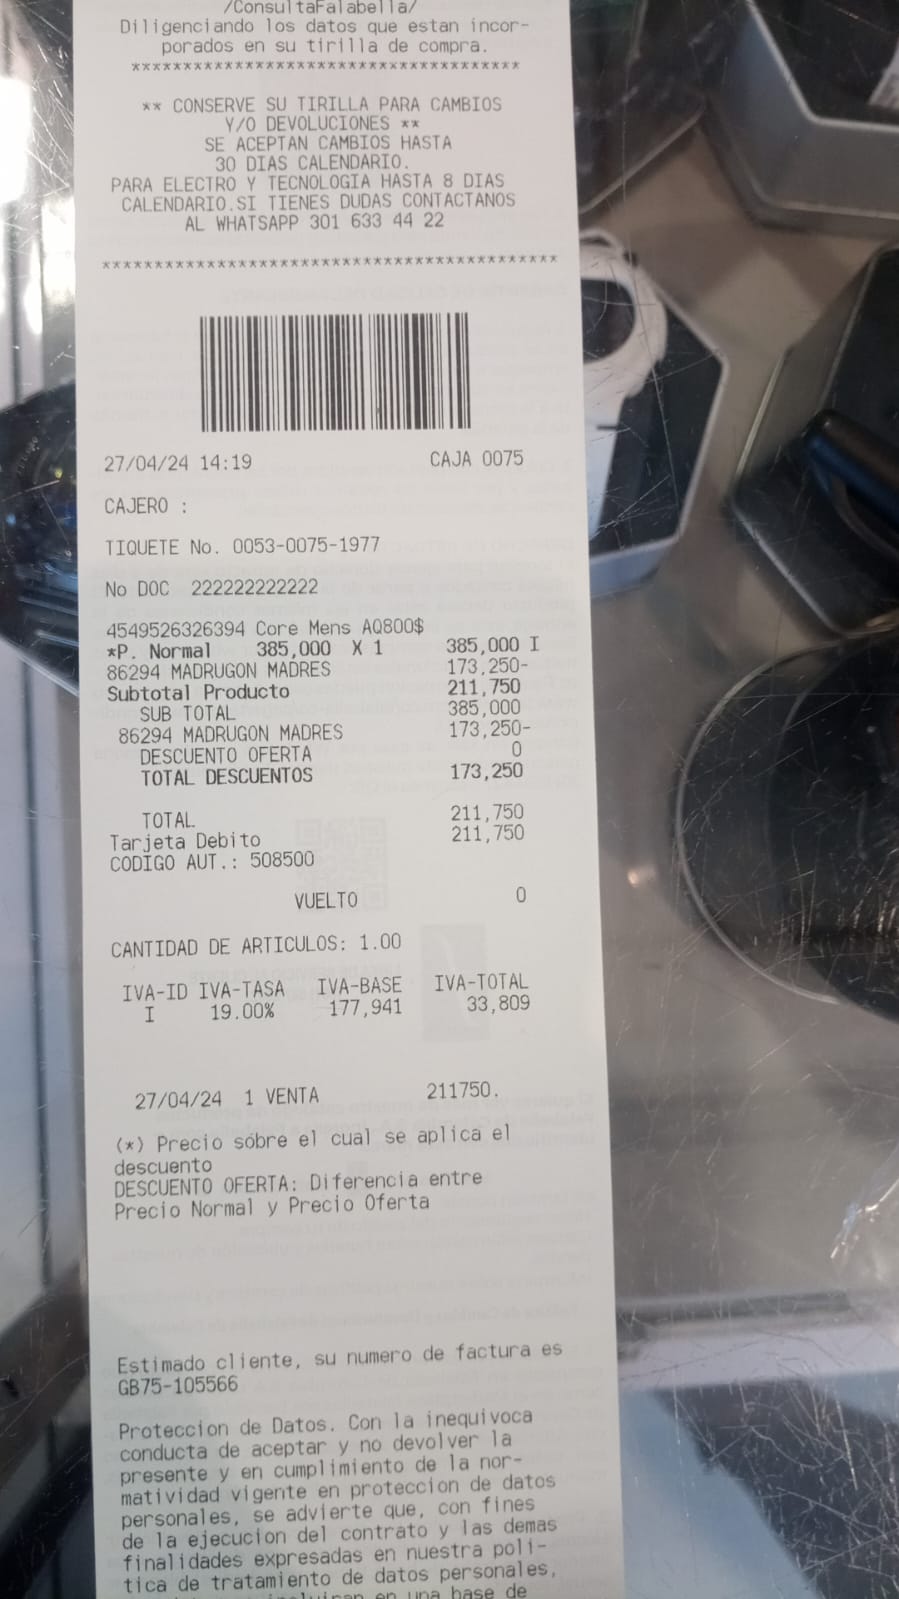 /ConsultaFalabella/
Diligenciando los datos que estan incor-
porados en su tirilla de compra.
*************************************
** CONSERVE SU TIRILLA PARA CAMBIOS
Y/O DEVOLUCIONES **
SE ACEPTAN CAMBIOS HASTA
30 DIAS CALENDARIO.
PARA ELECTRO Y TECNOLOGIA HASTA 8 DIAS
CALENDARIO.SI TIENES DUDAS CONTACTANOS
AL WHATSAPP 301 633 44 22
********************************************
27/04/24 14:19 CAJA 0075
CAJERO :
TIQUETE No. 0053-0075-1977
No DOC 222222222222
4549526326394 Core Mens AQ800$
*P. Normal 385,000 X 1 385,000 I
86294 MADRUGON MADRES 173,250-
Subtotal Producto 211,750
SUB TOTAL 385,000
86294 MADRUGON MADRES 173,250-
DESCUENTO OFERTA 0
TOTAL DESCUENTOS 173,250
TOTAL 211,750
Tarjeta Debito 211,750
CODIGO AUT.: 508500
VUELTO 0
CANTIDAD DE ARTICULOS: 1.00
IVA-ID IVA-TASA IVA-BASE IVA-TOTAL
I 19.00% 177,941 33,809
27/04/24 1 VENTA 211750.
(*) Precio sobre el cual se aplica el
descuento
DESCUENTO OFERTA: Diferencia entre
Precio Normal y Precio Oferta
Estimado cliente, su numero de factura es
GB75-105566
Proteccion de Datos. Con la inequivoca
conducta de aceptar y no devolver la
presente y en cumplimiento de la nor-
matividad vigente en proteccion de datos
personales, se advierte que, con fines
de la ejecucion del contrato y las demas
finalidades expresadas en nuestra poli-
tica de tratamiento de datos personales,
en una base de